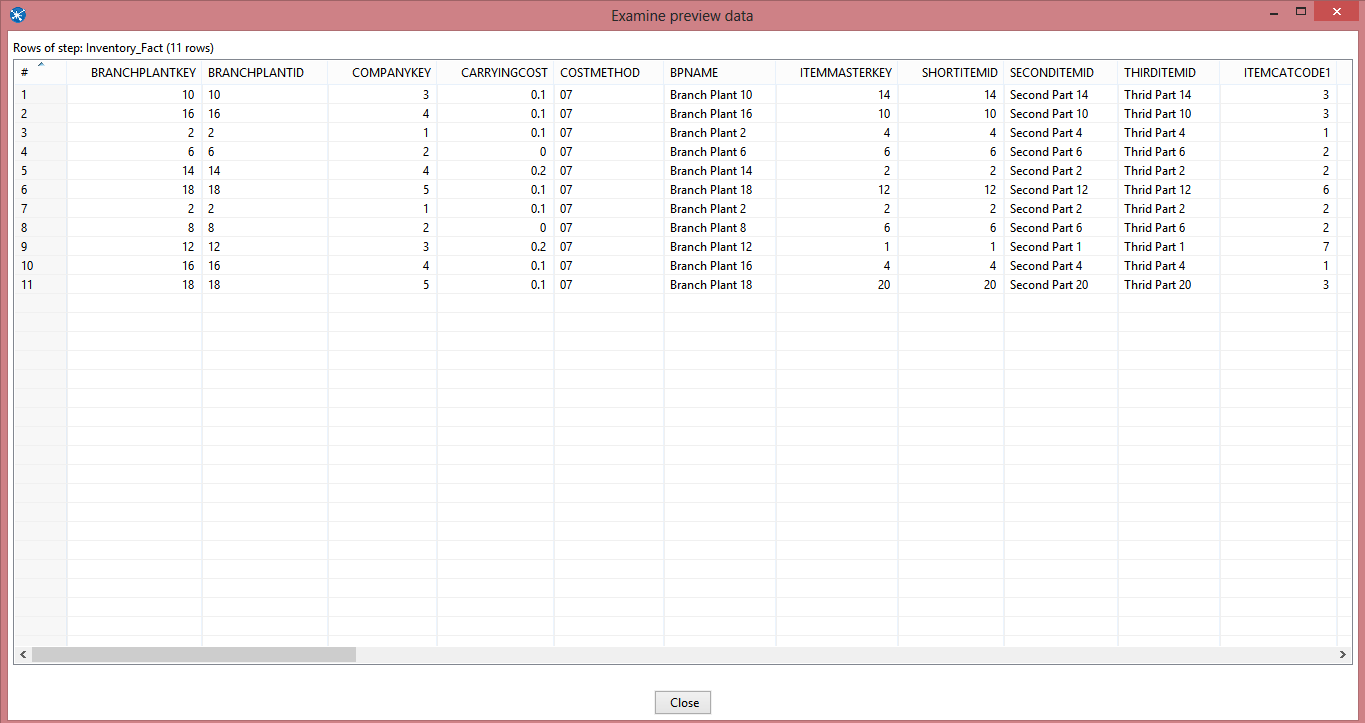 Examine preview data
Rows of step: Inventory_Fact (11 rows)
# BRANCHPLANTKEY BRANCHPLANTID COMPANYKEY CARRYINGCOST COSTMETHOD BPNAME ITEMMASTERKEY SHORTITEMID SECONDITEMID THIRDITEMID ITEMCATCODE1
1 10 10 3 0.1 07 Branch Plant 10 14 14 Second Part 14 Thrid Part 14 3
2 16 16 4 0.1 07 Branch Plant 16 10 10 Second Part 10 Thrid Part 10 3
3 2 2 1 0.1 07 Branch Plant 2 4 4 Second Part 4 Thrid Part 4 1
4 6 6 2 0 07 Branch Plant 6 6 6 Second Part 6 Thrid Part 6 2
5 14 14 4 0.2 07 Branch Plant 14 2 2 Second Part 2 Thrid Part 2 2
6 18 18 5 0.1 07 Branch Plant 18 12 12 Second Part 12 Thrid Part 12 6
7 2 2 1 0.1 07 Branch Plant 2 2 2 Second Part 2 Thrid Part 2 2
8 8 8 2 0 07 Branch Plant 8 6 6 Second Part 6 Thrid Part 6 2
9 12 12 3 0.2 07 Branch Plant 12 1 1 Second Part 1 Thrid Part 1 7
10 16 16 4 0.1 07 Branch Plant 16 4 4 Second Part 4 Thrid Part 4 1
11 18 18 5 0.1 07 Branch Plant 18 20 20 Second Part 20 Thrid Part 20 3
Close